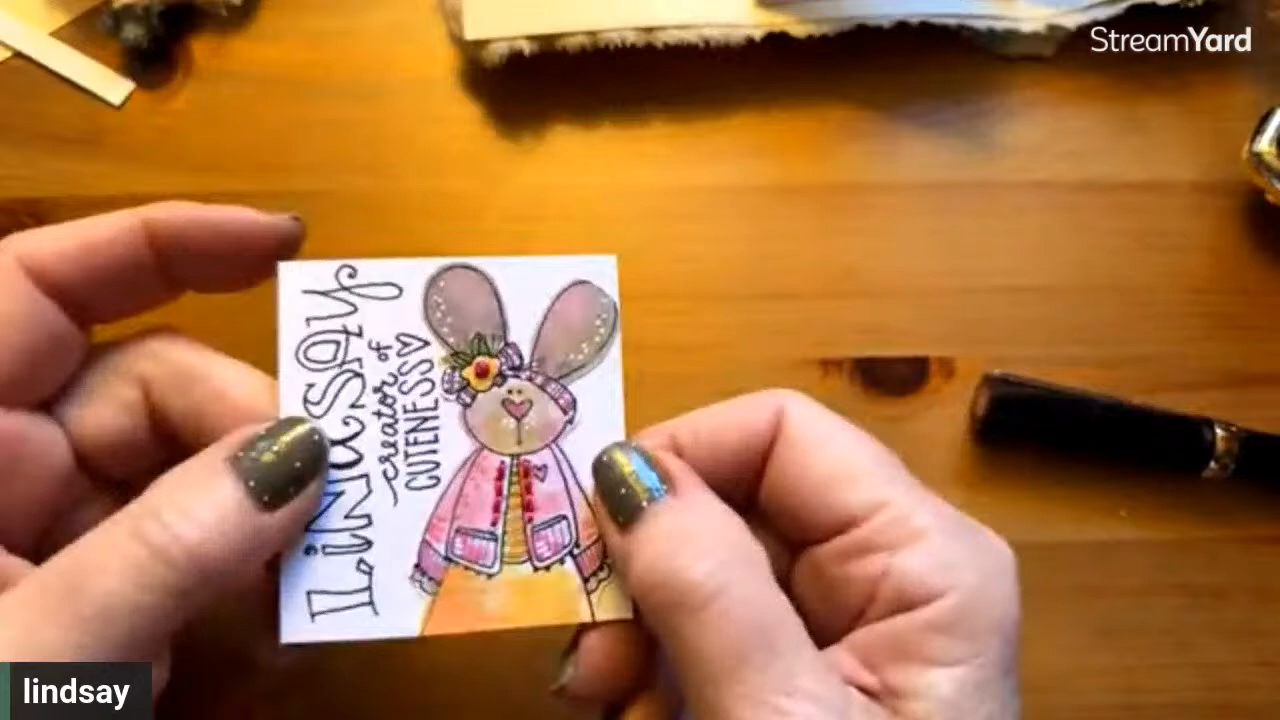 StreamYard
LiNdSAy
creator of
CUTENESS
lindsay